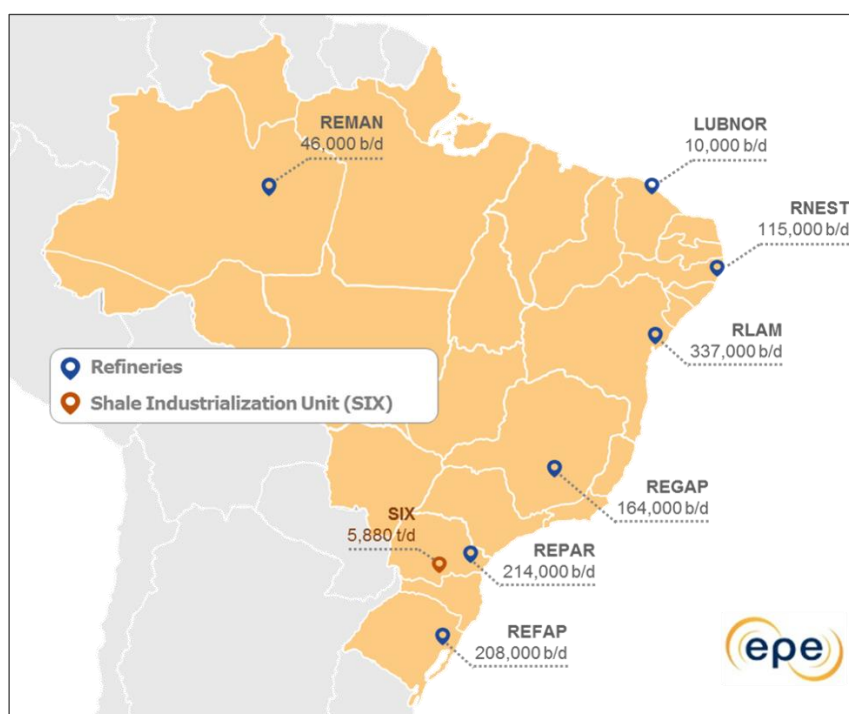 REMAN
46,000 b/d
LUBNOR
10,000 b/d
RNEST
115,000 b/d
RLAM
337,000 b/d
Refineries
Shale Industrialization Unit (SIX)
REGAP
164,000 b/d
SIX
5,880 t/d
REPAR
214,000 b/d
REFAP
208,000 b/d
epe